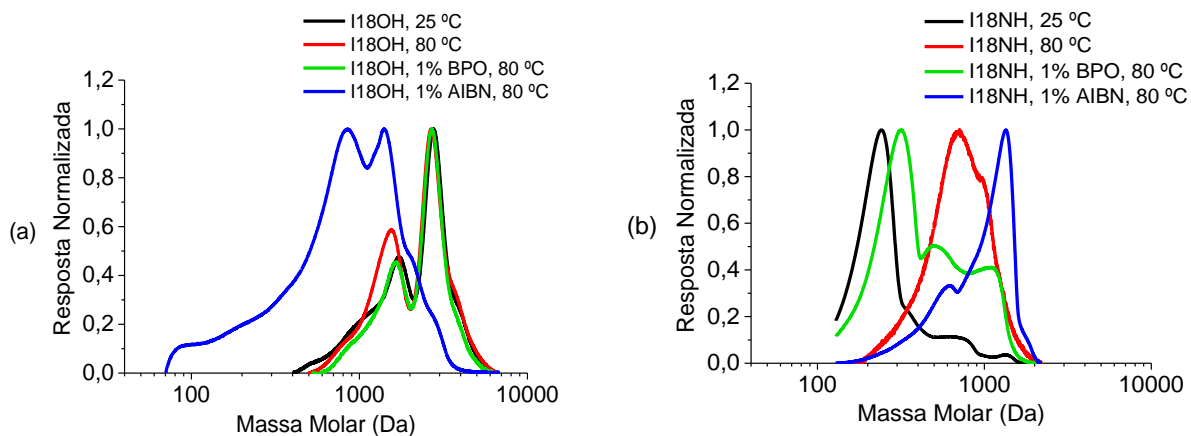 I18OH, 25 ºC
I18OH, 80 ºC
I18OH, 1% BPO, 80 ºC
I18OH, 1% AIBN, 80 ºC
1,2
1,0
0,8
0,6
0,4
0,2
0,0
Resposta Normalizada
(a)
100
1000
10000
Massa Molar (Da)
I18NH, 25 ºC
I18NH, 80 ºC
I18NH, 1% BPO, 80 ºC
I18NH, 1% AIBN, 80 ºC
1,2
1,0
0,8
0,6
0,4
0,2
0,0
Resposta Normalizada
(b)
100
1000
10000
Massa Molar (Da)